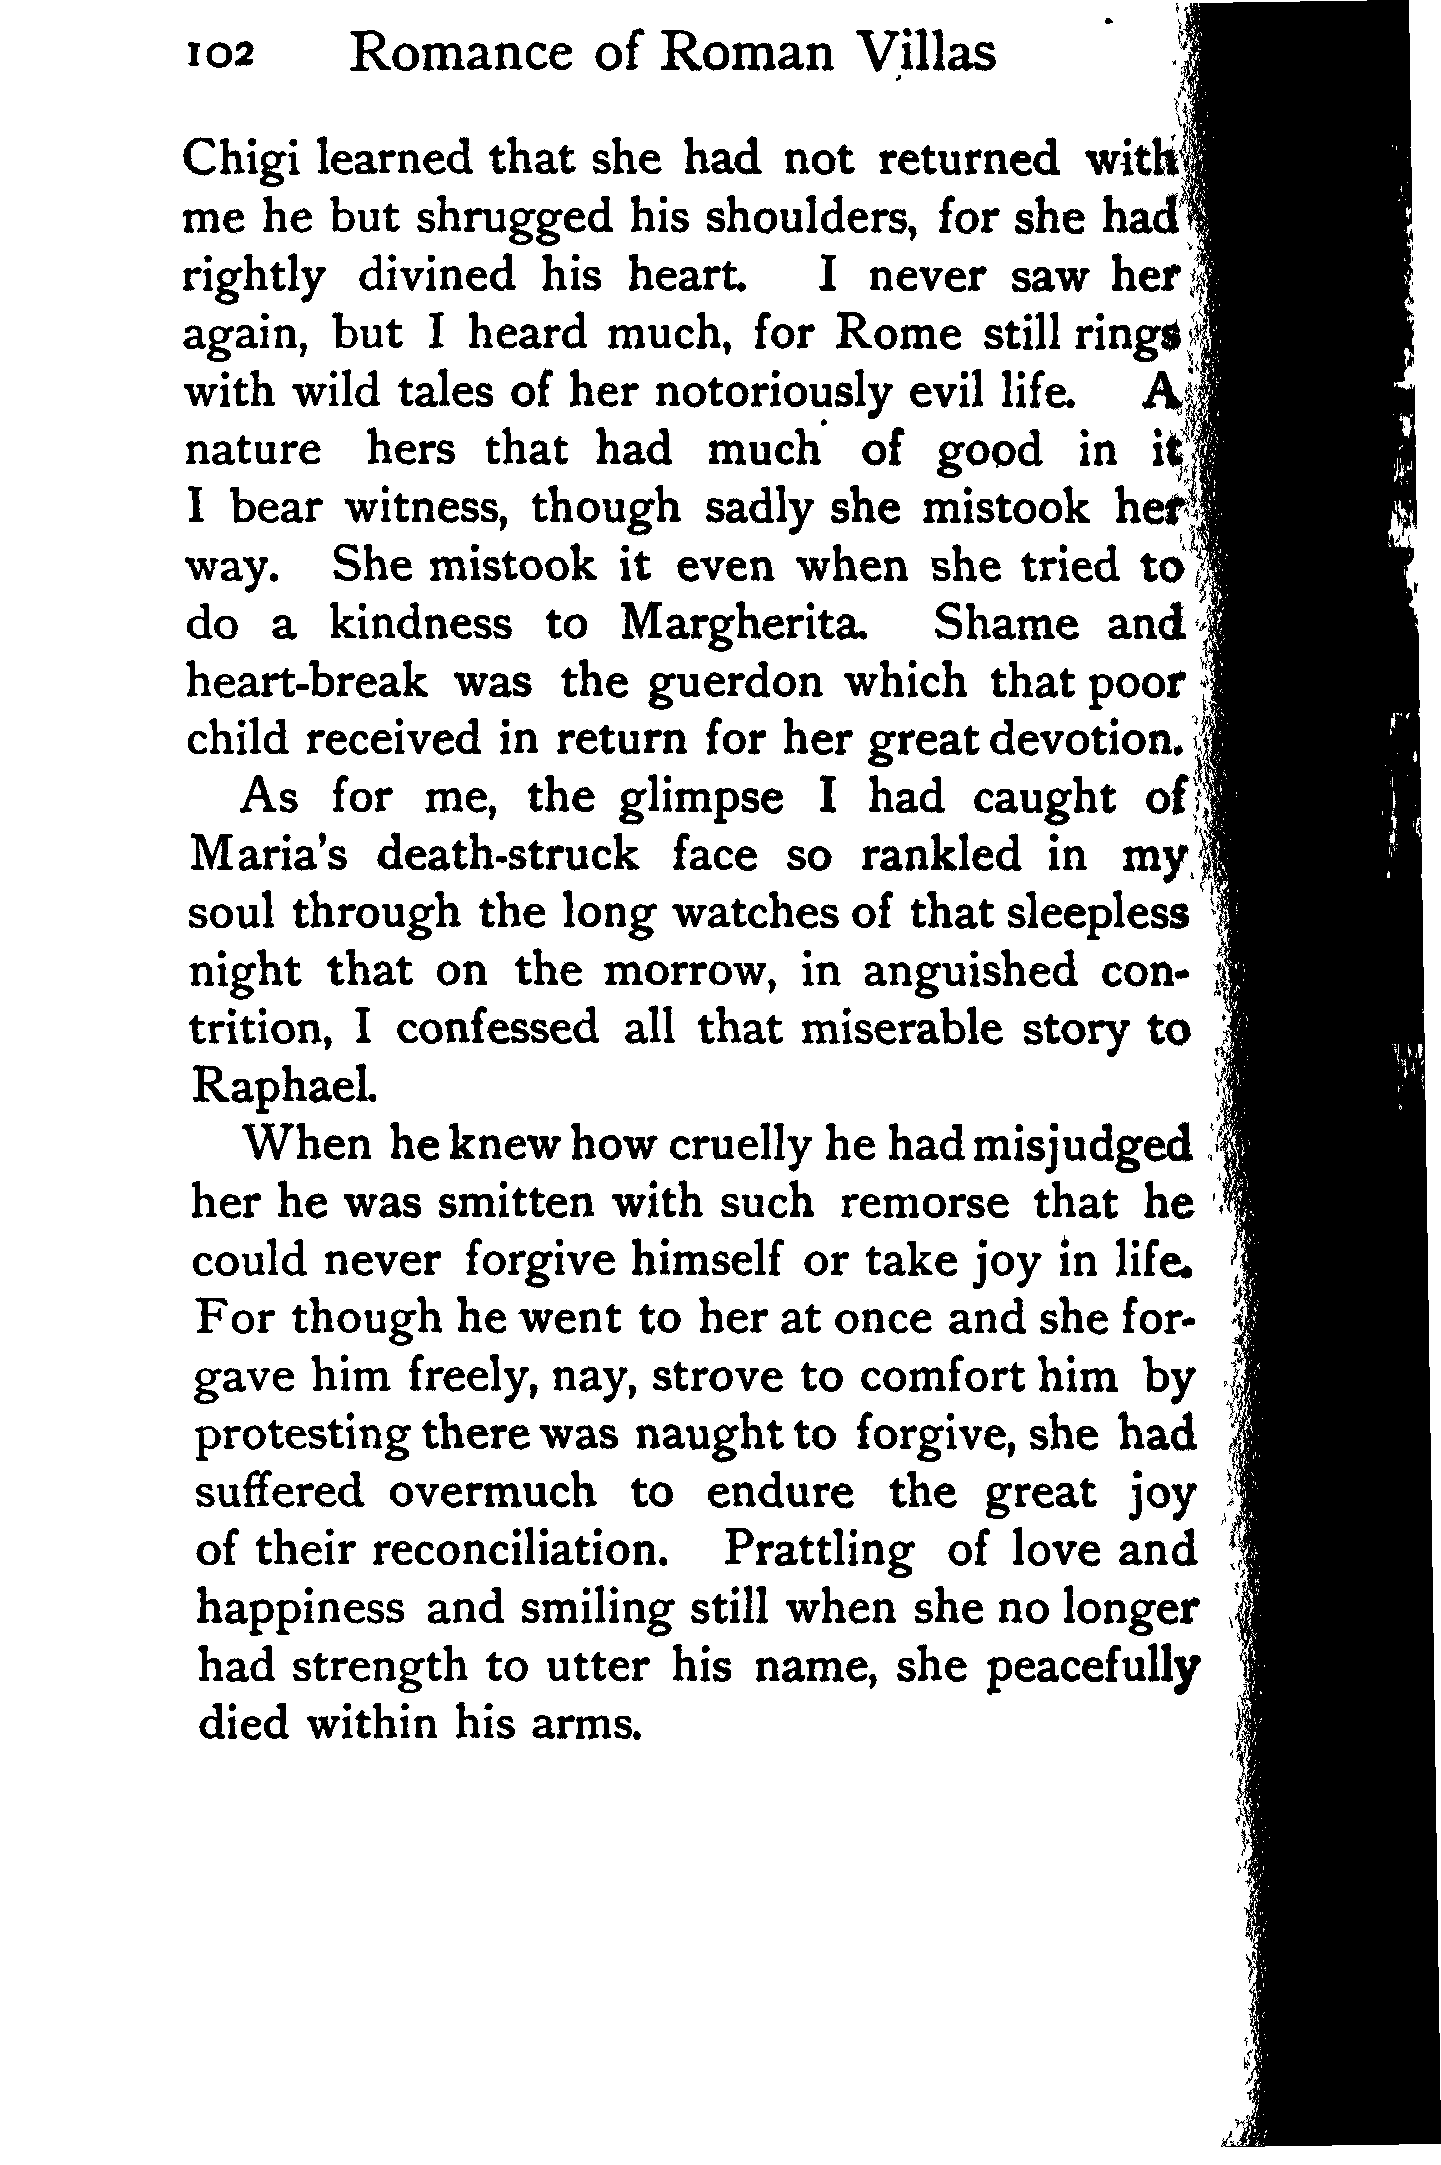 102 Romance of Roman Villas
Chigi learned that she had not returned with
me he but shrugged his shoulders, for she had
rightly divined his heart. I never saw her
again, but I heard much, for Rome still rings
with wild tales of her notoriously evil life. A
nature hers that had much of good in it
I bear witness, though sadly she mistook her
way. She mistook it even when she tried to
do a kindness to Margherita. Shame and
heart-break was the guerdon which that poor
child received in return for her great devotion.
As for me, the glimpse I had caught of
Maria's death-struck face so rankled in my
soul through the long watches of that sleepless
night that on the morrow, in anguished con-
trition, I confessed all that miserable story to
Raphael.
When he knew how cruelly he had misjudged
her he was smitten with such remorse that he
could never forgive himself or take joy in life.
For though he went to her at once and she for-
gave him freely, nay, strove to comfort him by
protesting there was naught to forgive, she had
suffered overmuch to endure the great joy
of their reconciliation. Prattling of love and
happiness and smiling still when she no longer
had strength to utter his name, she peacefully
died within his arms.